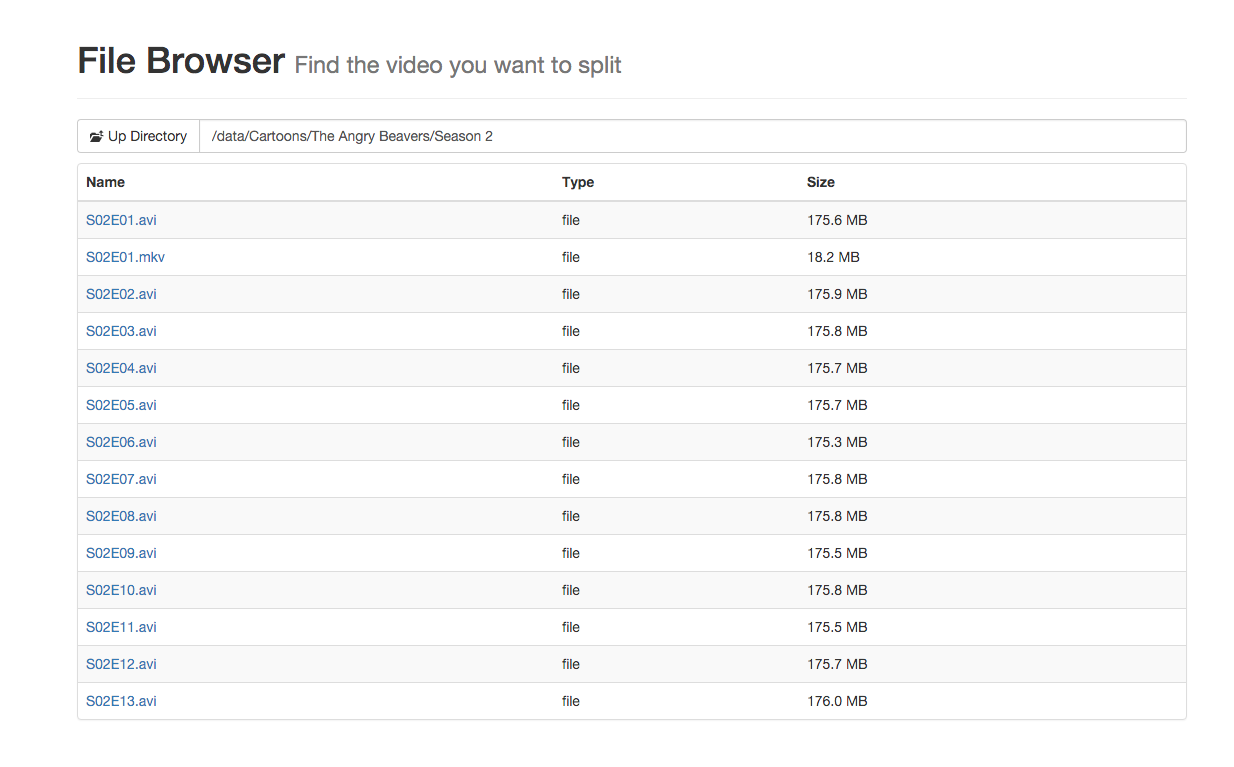 File Browser Find the video you want to split
Up Directory /data/Cartoons/The Angry Beavers/Season 2
Name Type Size
S02E01.avi file 175.6 MB
S02E01.mkv file 18.2 MB
S02E02.avi file 175.9 MB
S02E03.avi file 175.8 MB
S02E04.avi file 175.7 MB
S02E05.avi file 175.7 MB
S02E06.avi file 175.3 MB
S02E07.avi file 175.8 MB
S02E08.avi file 175.8 MB
S02E09.avi file 175.5 MB
S02E10.avi file 175.8 MB
S02E11.avi file 175.5 MB
S02E12.avi file 175.7 MB
S02E13.avi file 176.0 MB